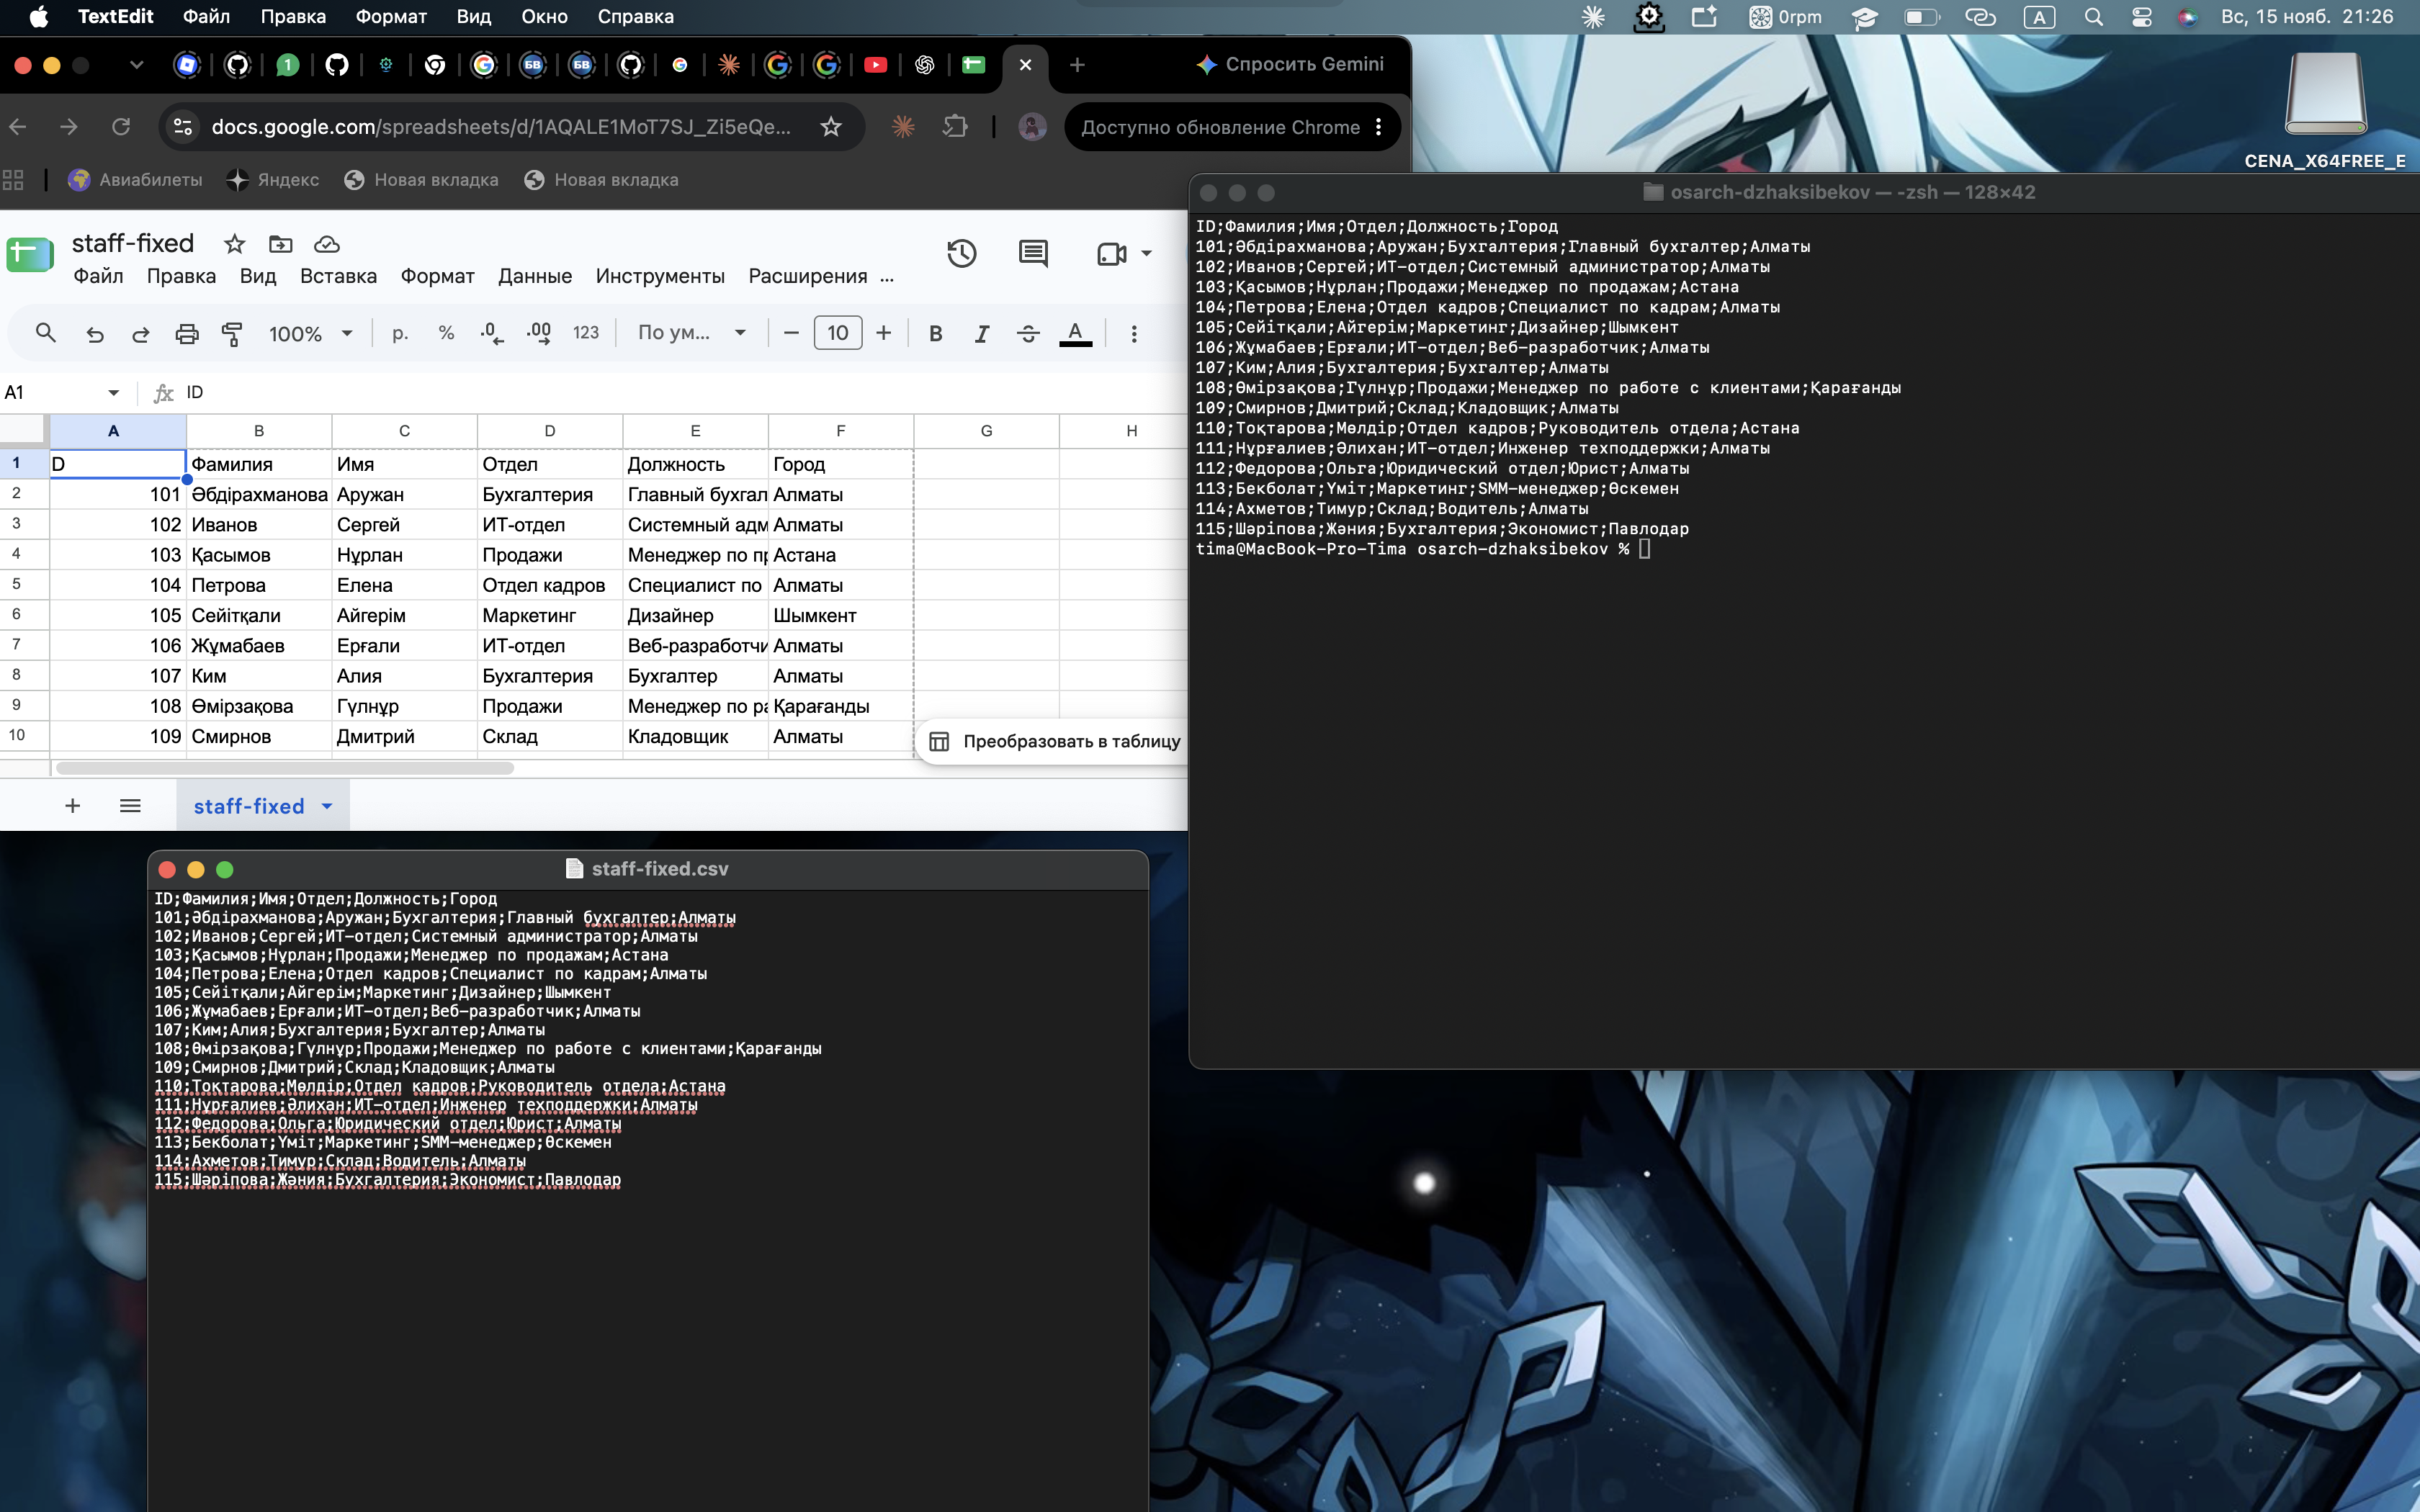 TextEdit Файл Правка Формат Вид Окно Справка 0rpm A Вс, 15 нояб. 21:26
1 БВ БВ Спросить Gemini
docs.google.com/spreadsheets/d/1AQALE1MoT7SJ_Zi5eQe... Доступно обновление Chrome
Авиабилеты Яндекс Новая вкладка Новая вкладка
CENA_X64FREE_E
staff-fixed
Файл Правка Вид Вставка Формат Данные Инструменты Расширения ...
100% р. % .0 .00 123 По ум... 10 B I S A
A1 fx ID
A B C D E F G H
1 D Фамилия Имя Отдел Должность Город
2 101 Әбдірахманова Аружан Бухгалтерия Главный бухгал Алматы
3 102 Иванов Сергей ИТ-отдел Системный адм Алматы
4 103 Қасымов Нұрлан Продажи Менеджер по пр Астана
5 104 Петрова Елена Отдел кадров Специалист по Алматы
6 105 Сейітқали Айгерім Маркетинг Дизайнер Шымкент
7 106 Жұмабаев Ерғали ИТ-отдел Веб-разработчи Алматы
8 107 Ким Алия Бухгалтерия Бухгалтер Алматы
9 108 Өмірзақова Гүлнұр Продажи Менеджер по ра Қарағанды
10 109 Смирнов Дмитрий Склад Кладовщик Алматы
Преобразовать в таблицу
staff-fixed
osarch-dzhaksibekov — -zsh — 128×42
ID;Фамилия;Имя;Отдел;Должность;Город
101;Әбдірахманова;Аружан;Бухгалтерия;Главный бухгалтер;Алматы
102;Иванов;Сергей;ИТ-отдел;Системный администратор;Алматы
103;Қасымов;Нұрлан;Продажи;Менеджер по продажам;Астана
104;Петрова;Елена;Отдел кадров;Специалист по кадрам;Алматы
105;Сейітқали;Айгерім;Маркетинг;Дизайнер;Шымкент
106;Жұмабаев;Ерғали;ИТ-отдел;Веб-разработчик;Алматы
107;Ким;Алия;Бухгалтерия;Бухгалтер;Алматы
108;Өмірзақова;Гүлнұр;Продажи;Менеджер по работе с клиентами;Қарағанды
109;Смирнов;Дмитрий;Склад;Кладовщик;Алматы
110;Тоқтарова;Мөлдір;Отдел кадров;Руководитель отдела;Астана
111;Нұрғалиев;Әлихан;ИТ-отдел;Инженер техподдержки;Алматы
112;Федорова;Ольга;Юридический отдел;Юрист;Алматы
113;Бекболат;Үміт;Маркетинг;SMM-менеджер;Өскемен
114;Ахметов;Тимур;Склад;Водитель;Алматы
115;Шәріпова;Жәния;Бухгалтерия;Экономист;Павлодар
tima@MacBook-Pro-Tima osarch-dzhaksibekov %
staff-fixed.csv
ID;Фамилия;Имя;Отдел;Должность;Город
101;Әбдірахманова;Аружан;Бухгалтерия;Главный бухгалтер;Алматы
102;Иванов;Сергей;ИТ-отдел;Системный администратор;Алматы
103;Қасымов;Нұрлан;Продажи;Менеджер по продажам;Астана
104;Петрова;Елена;Отдел кадров;Специалист по кадрам;Алматы
105;Сейітқали;Айгерім;Маркетинг;Дизайнер;Шымкент
106;Жұмабаев;Ерғали;ИТ-отдел;Веб-разработчик;Алматы
107;Ким;Алия;Бухгалтерия;Бухгалтер;Алматы
108;Өмірзақова;Гүлнұр;Продажи;Менеджер по работе с клиентами;Қарағанды
109;Смирнов;Дмитрий;Склад;Кладовщик;Алматы
110;Тоқтарова;Мөлдір;Отдел кадров;Руководитель отдела;Астана
111;Нұрғалиев;Әлихан;ИТ-отдел;Инженер техподдержки;Алматы
112;Федорова;Ольга;Юридический отдел;Юрист;Алматы
113;Бекболат;Үміт;Маркетинг;SMM-менеджер;Өскемен
114;Ахметов;Тимур;Склад;Водитель;Алматы
115;Шәріпова;Жәния;Бухгалтерия;Экономист;Павлодар